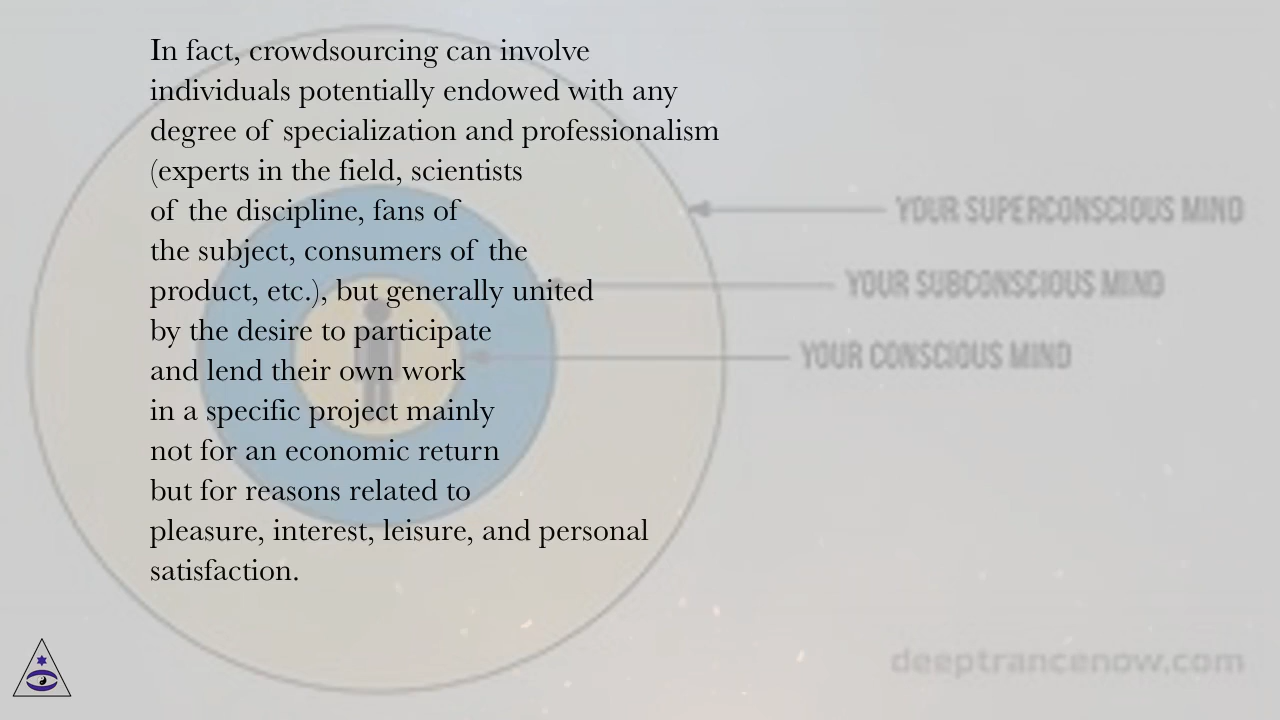 In fact, crowdsourcing can involve
individuals potentially endowed with any
degree of specialization and professionalism
(experts in the field, scientists
of the discipline, fans of
the subject, consumers of the
product, etc.), but generally united
by the desire to participate
and lend their own work
in a specific project mainly
not for an economic return
but for reasons related to
pleasure, interest, leisure, and personal
satisfaction.
YOUR SUPERCONSCIOUS MIND
YOUR SUBCONSCIOUS MIND
YOUR CONSCIOUS MIND
deeptrancenow.com